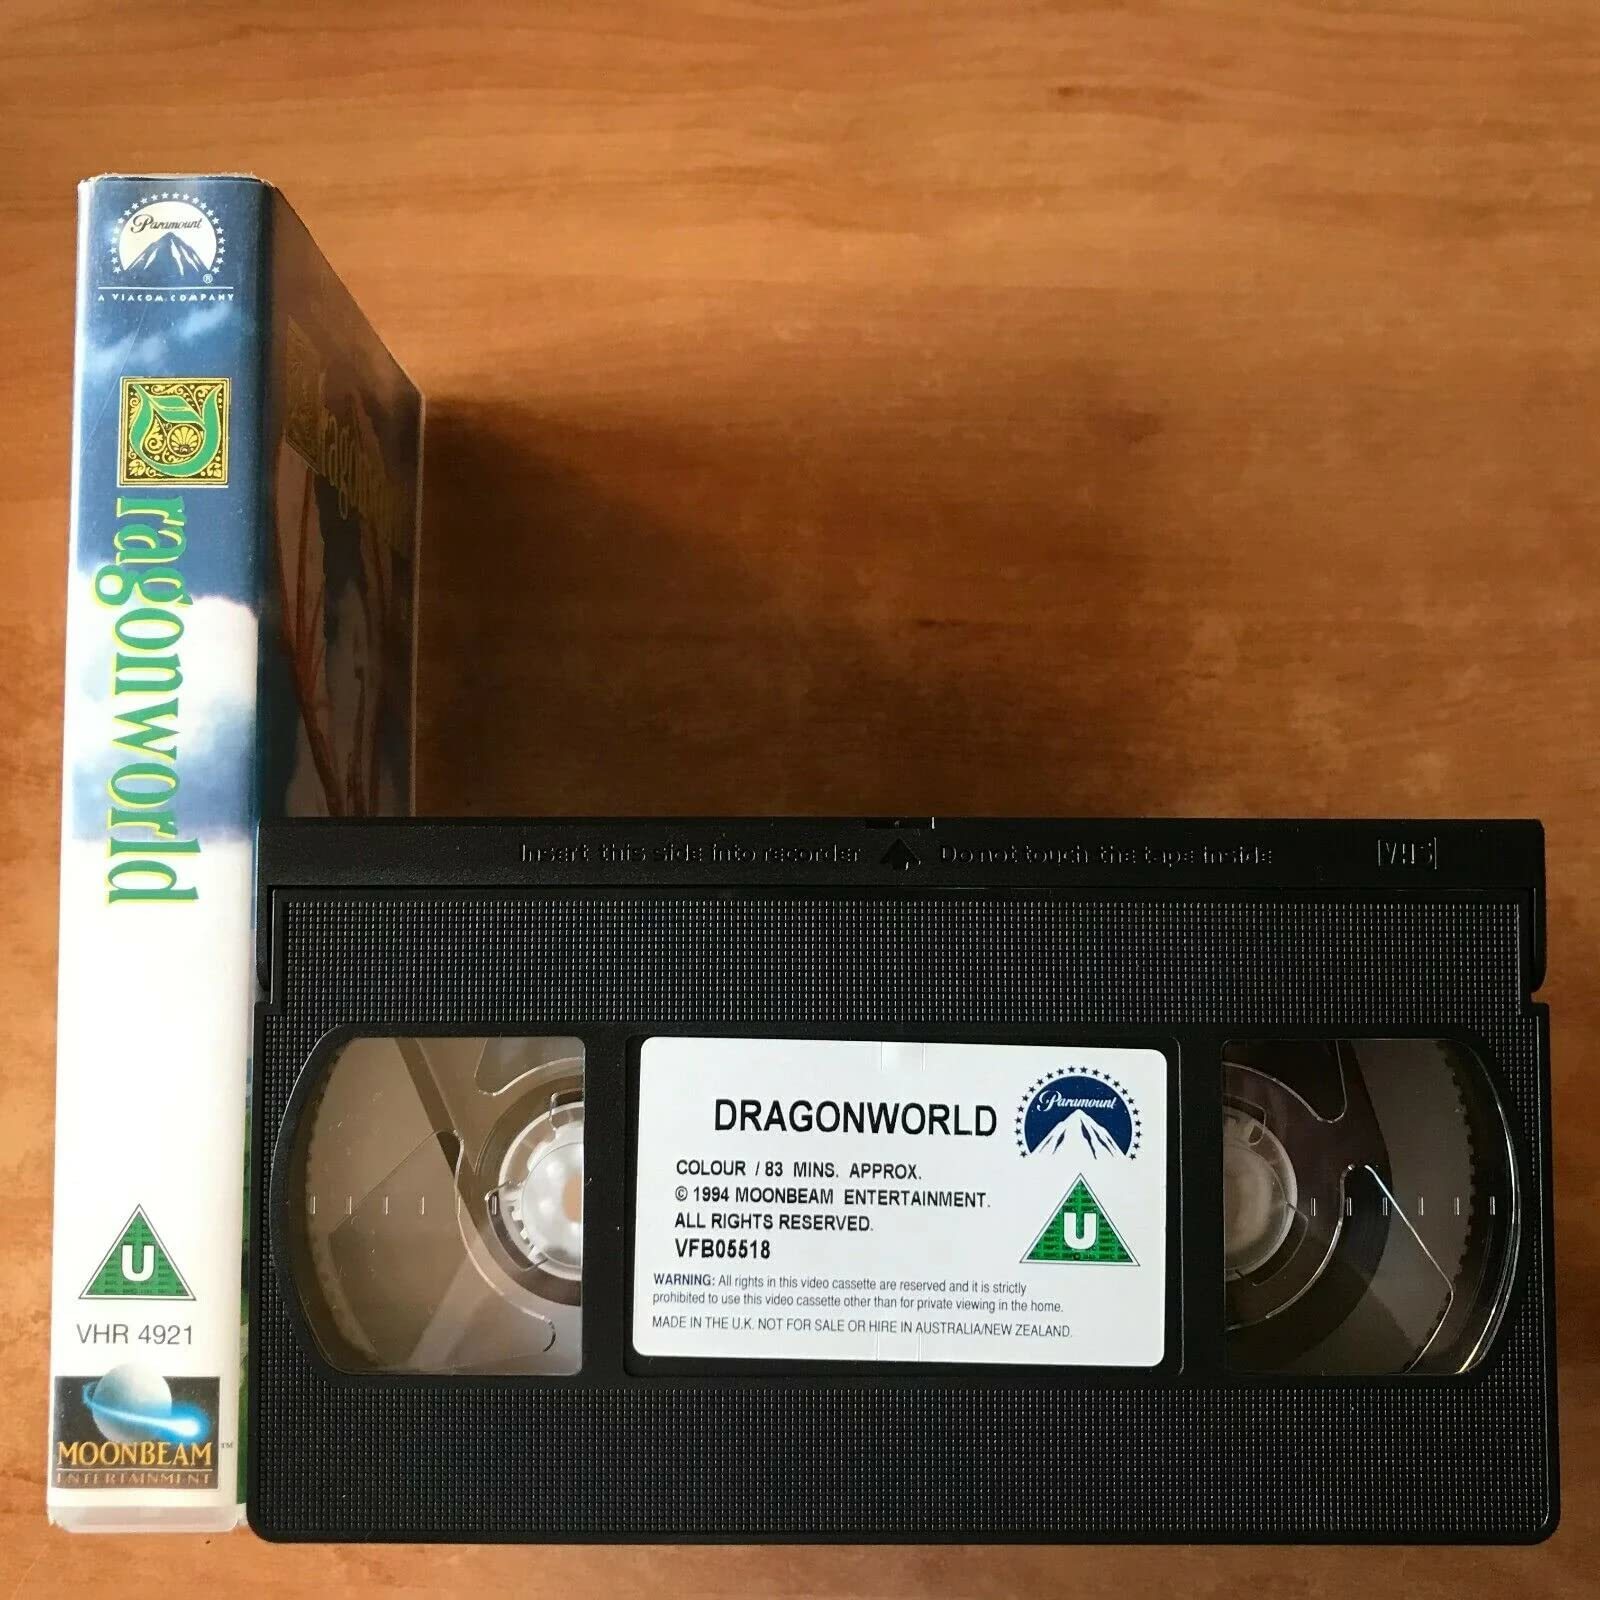 Paramount
A VIACOM COMPANY
Dragonworld
U
VHR 4921
MOONBEAM™
ENTERTAINMENT
ragonw
Insert this side into recorder Do not touch the tape inside VHS
DRAGONWORLD
Paramount
COLOUR / 83 MINS. APPROX.
© 1994 MOONBEAM ENTERTAINMENT.
ALL RIGHTS RESERVED.
VFB05518
U
WARNING: All rights in this video cassette are reserved and it is strictly
prohibited to use this video cassette other than for private viewing in the home.
MADE IN THE U.K. NOT FOR SALE OR HIRE IN AUSTRALIA/NEW ZEALAND.